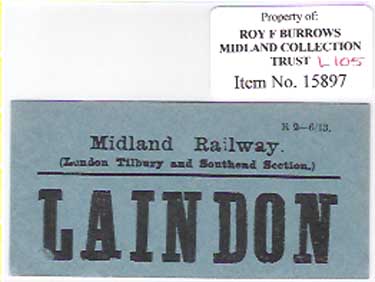 Property of:
ROY F BURROWS
MIDLAND COLLECTION
TRUST L 105
Item No. 15897
R 2—6/13.
Midland Railway.
(London Tilbury and Southend Section.)
LAINDON